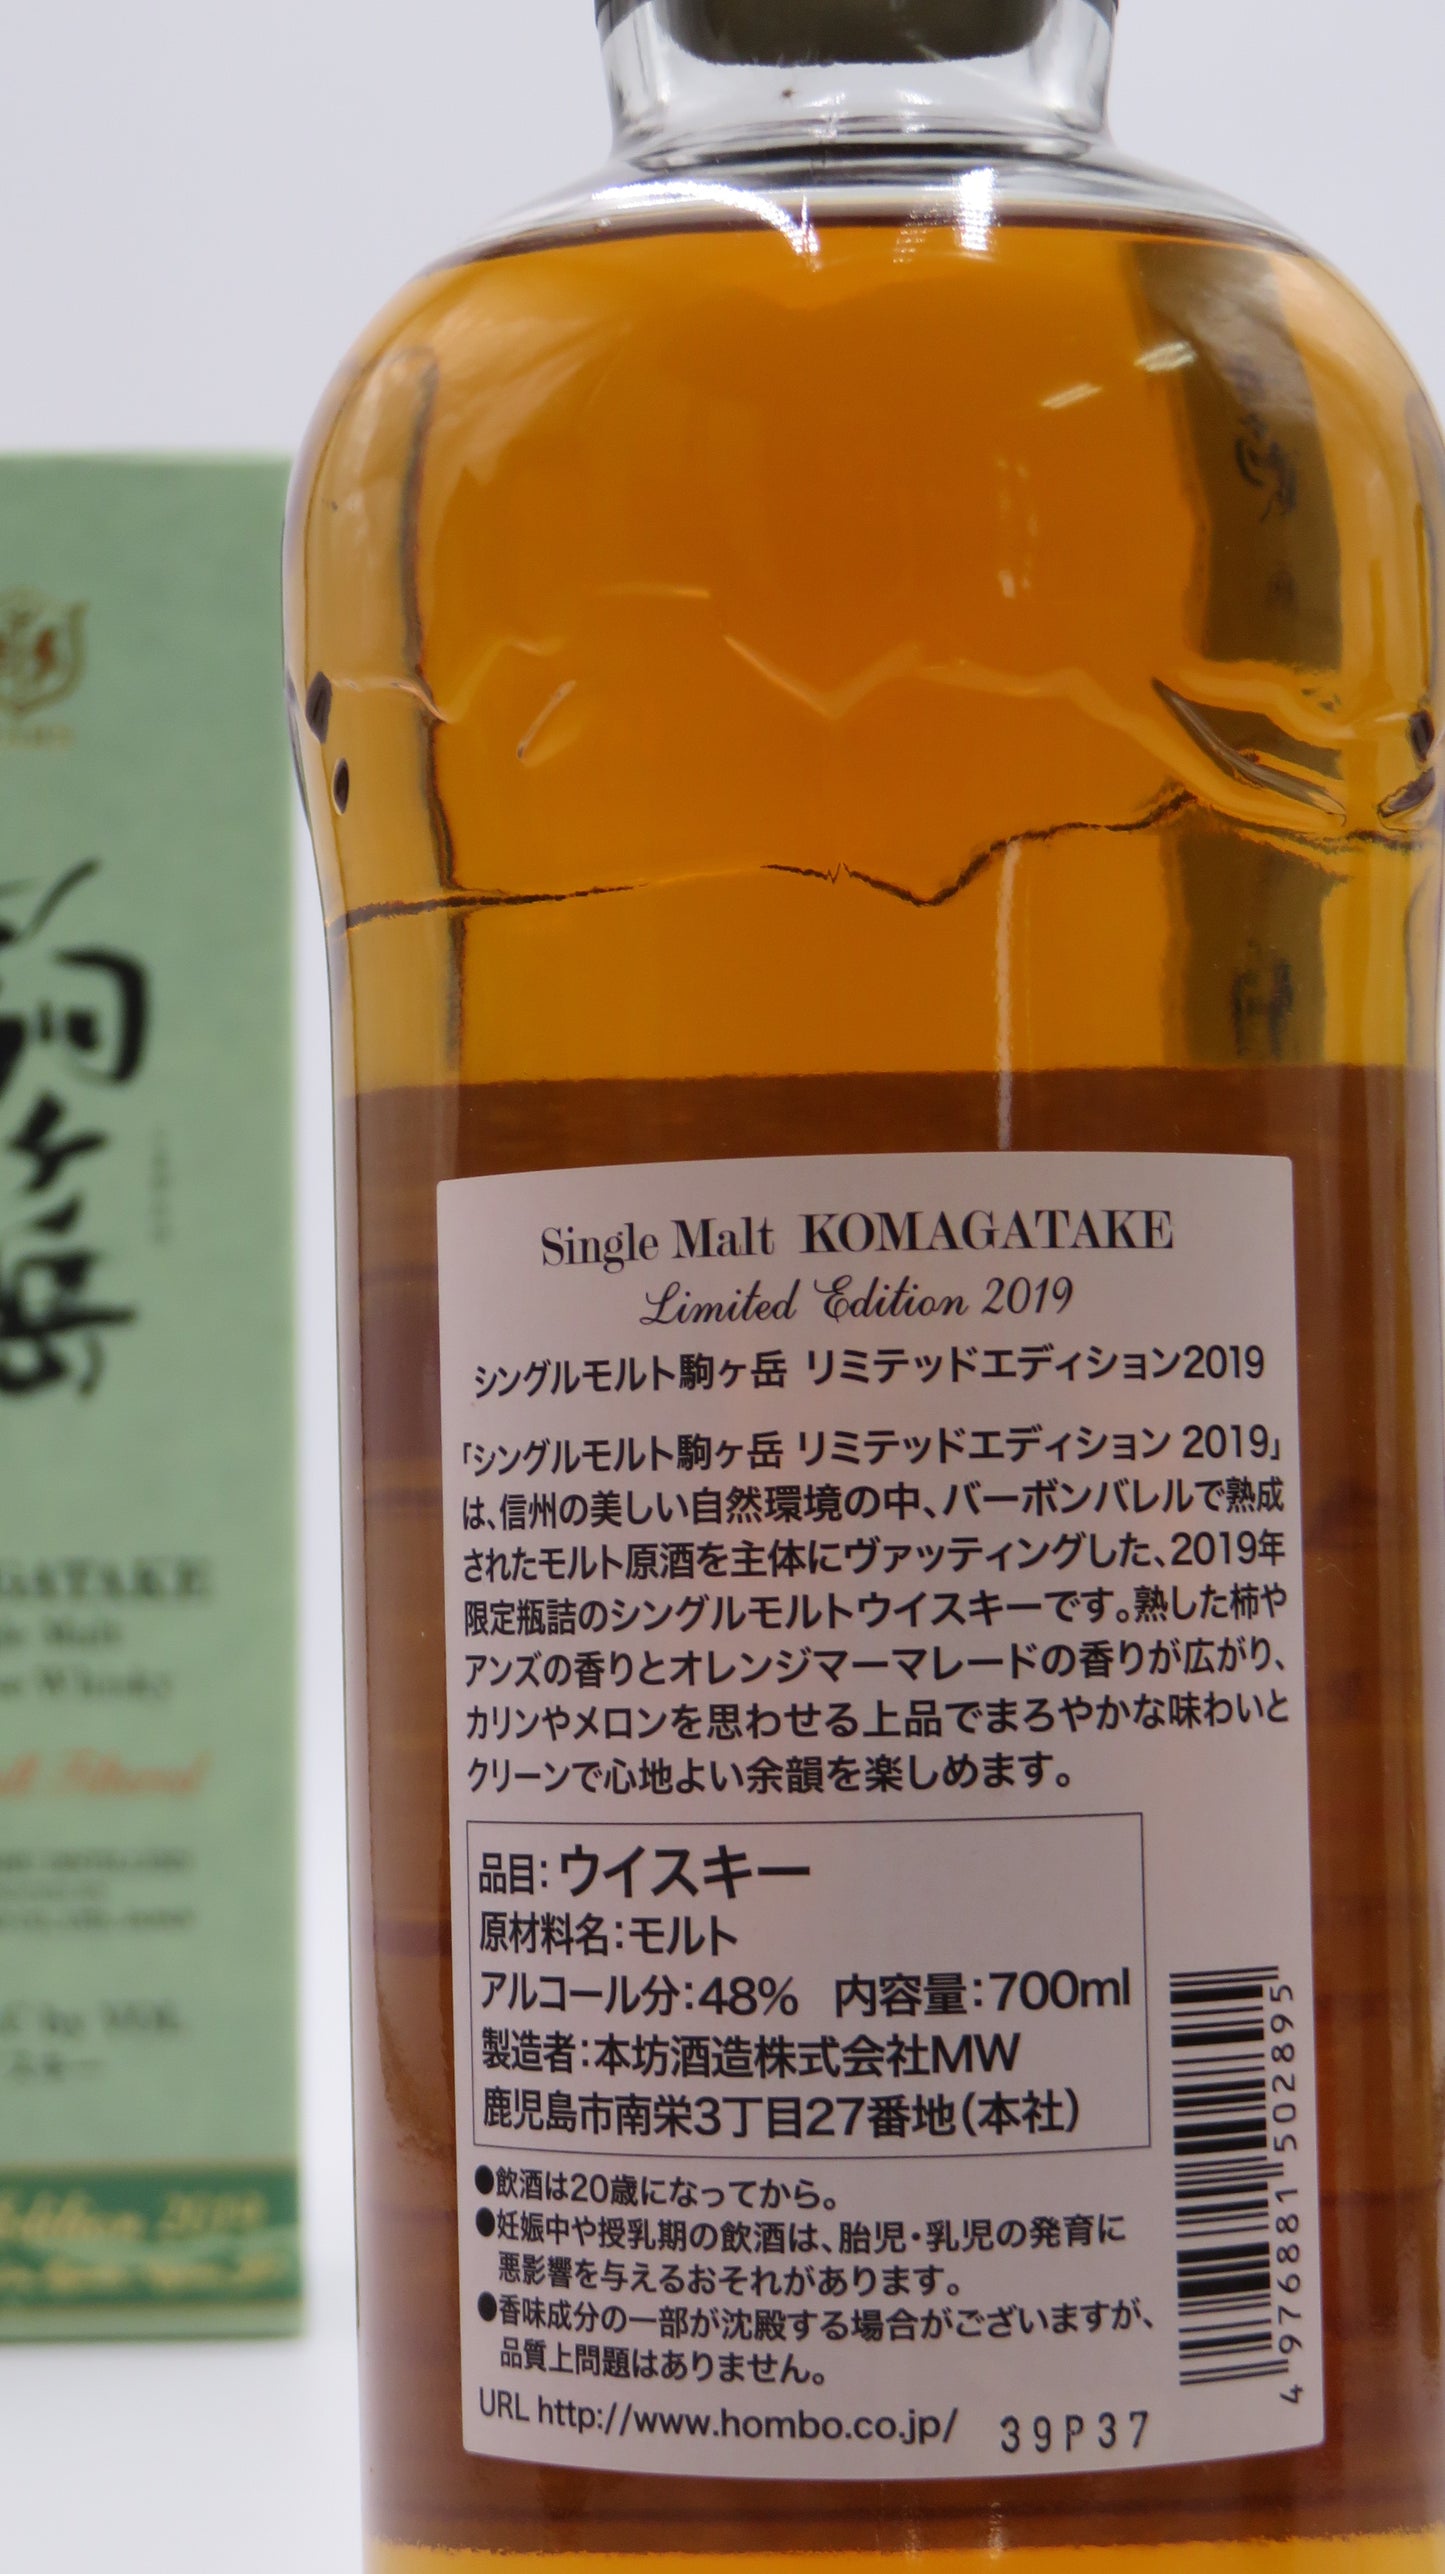 Single Malt KOMAGATAKE
Limited Edition 2019
シングルモルト駒ヶ岳 リミテッドエディション2019
「シングルモルト駒ヶ岳 リミテッドエディション 2019」
は、信州の美しい自然環境の中、バーボンバレルで熟成
されたモルト原酒を主体にヴァッティングした、2019年
限定瓶詰のシングルモルトウイスキーです。熟した柿や
アンズの香りとオレンジマーマレードの香りが広がり、
カリンやメロンを思わせる上品でまろやかな味わいと
クリーンで心地よい余韻を楽しめます。
品目：ウイスキー
原材料名：モルト
アルコール分：48% 内容量：700ml
製造者：本坊酒造株式会社MW
鹿児島市南栄3丁目27番地（本社）
●飲酒は20歳になってから。
●妊娠中や授乳期の飲酒は、胎児・乳児の発育に
悪影響を与えるおそれがあります。
●香味成分の一部が沈殿する場合がございますが、
品質上問題はありません。
URL http://www.hombo.co.jp/ 39P37
4976881502895
駒ヶ岳
GATAKE
Malt
Whisky
Filtered
Edition 2019